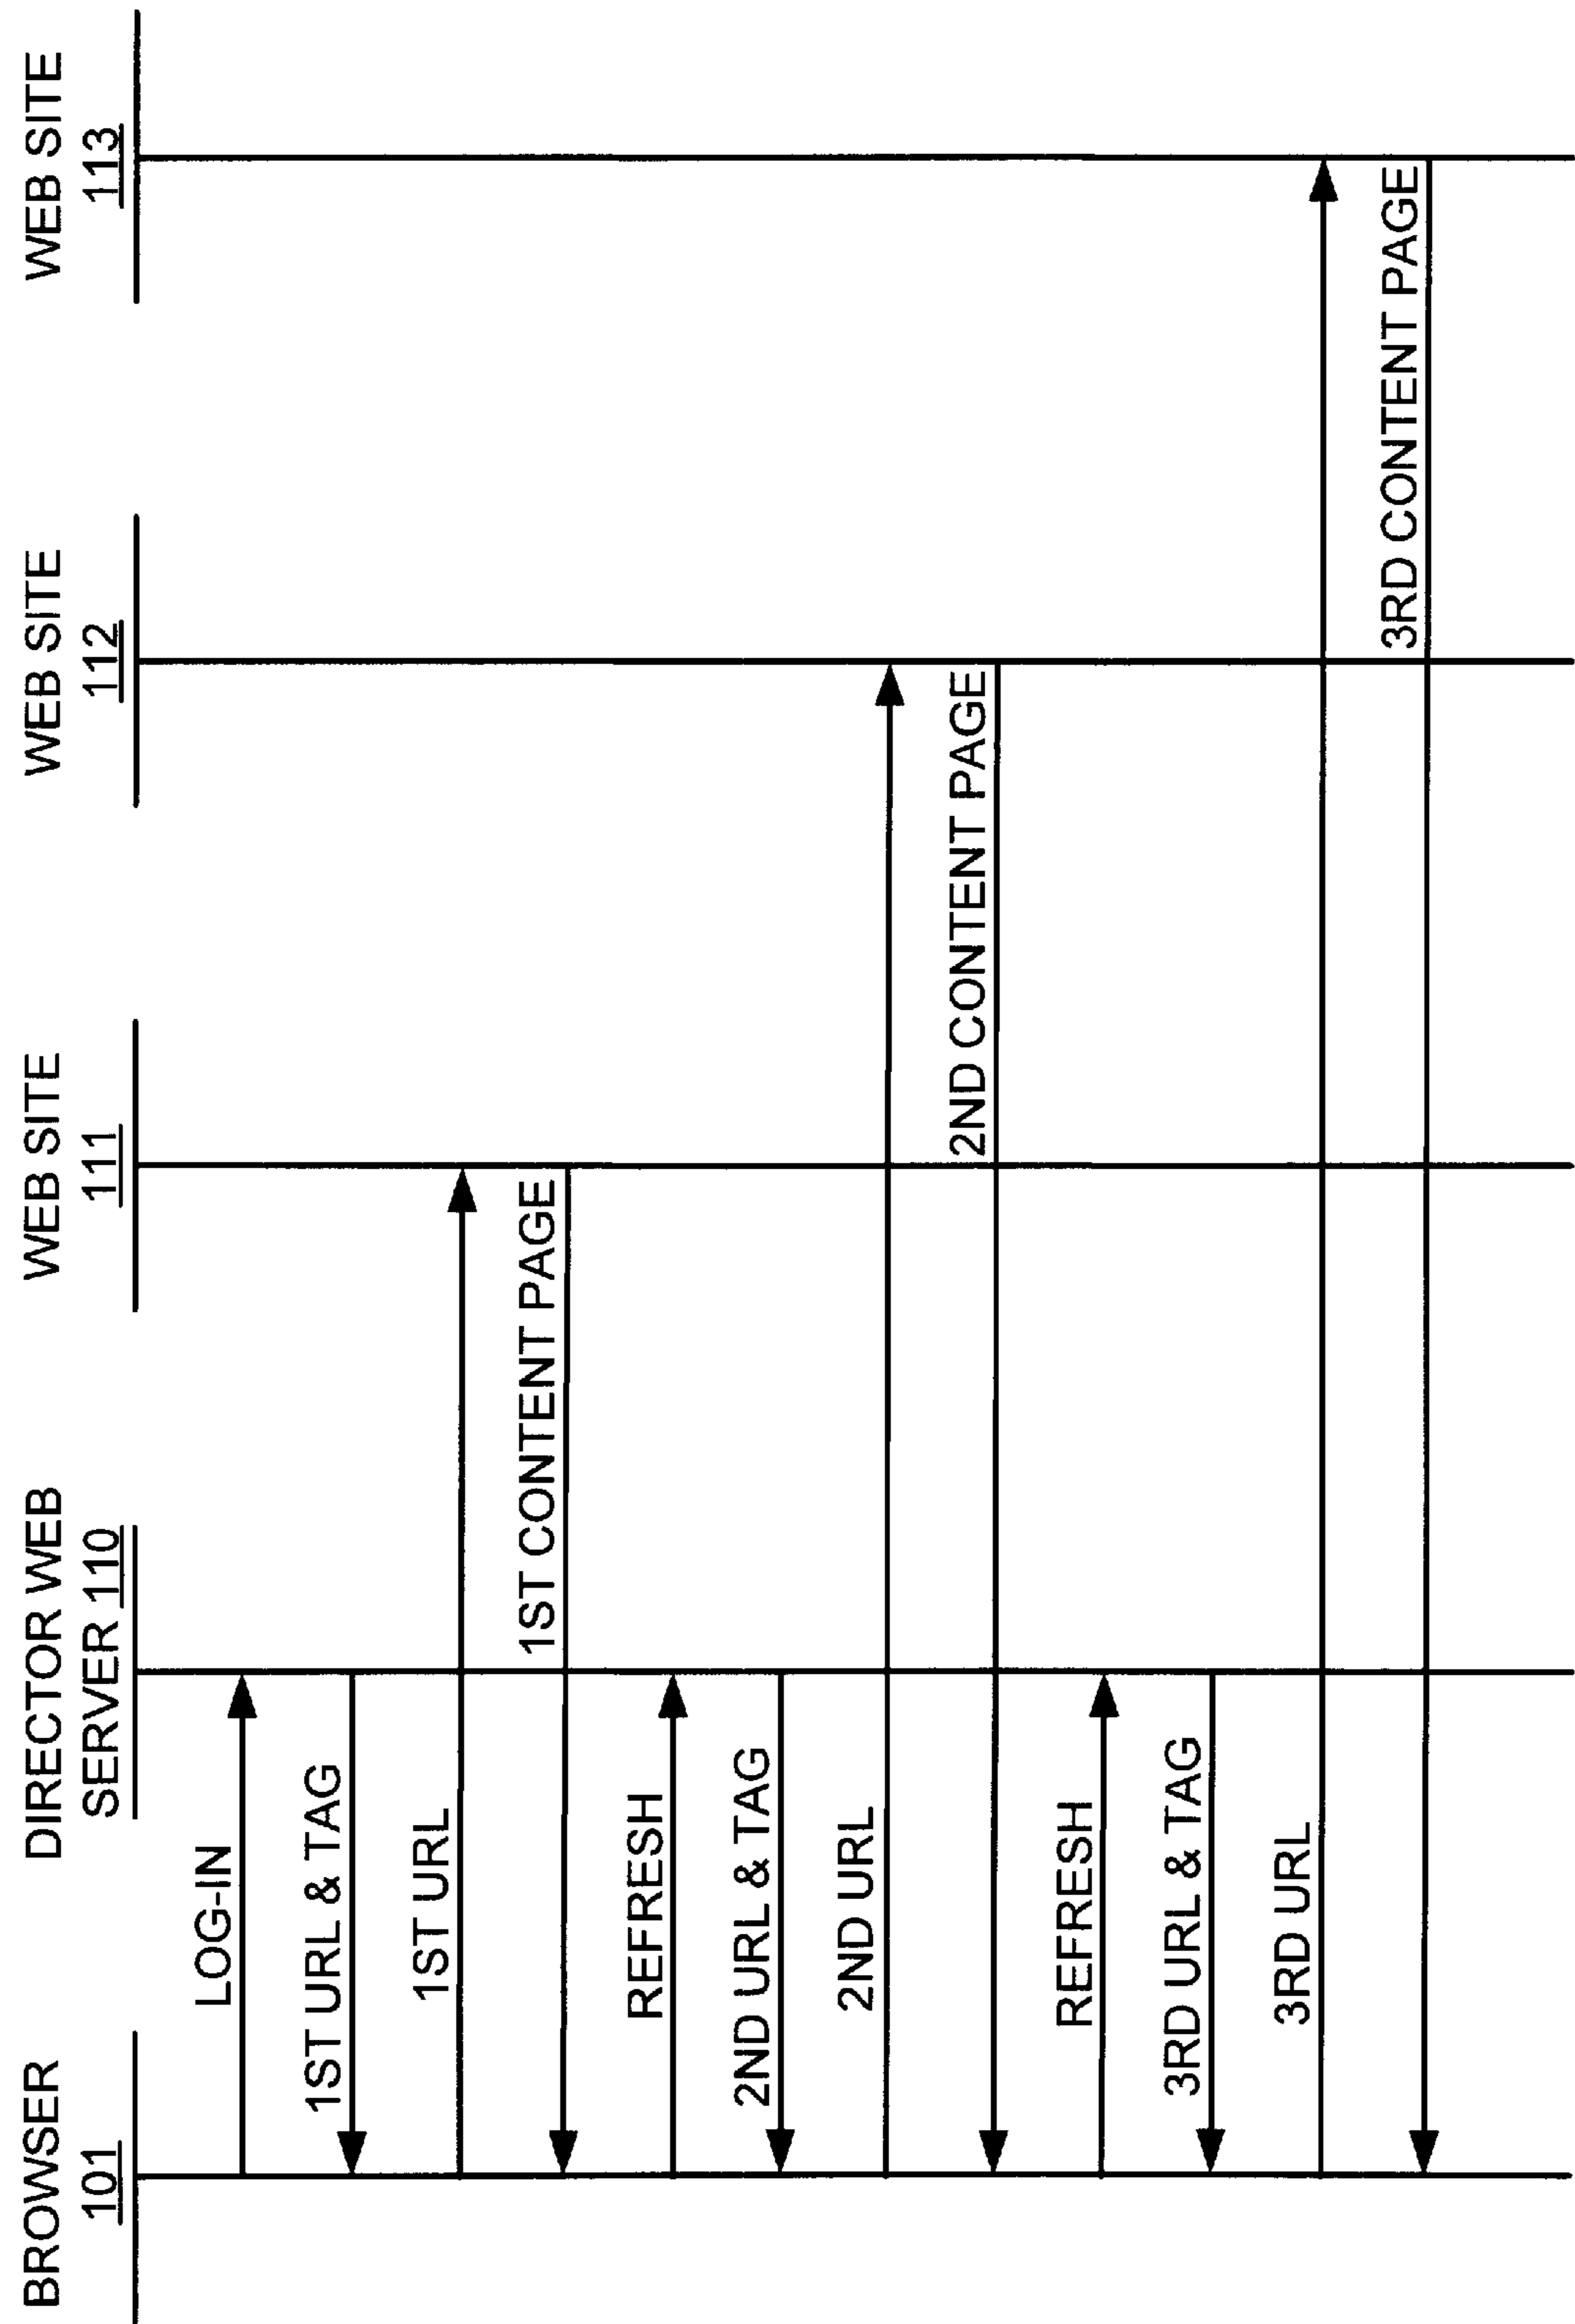 BROWSER
101
DIRECTOR WEB
SERVER 110
WEB SITE
111
WEB SITE
112
WEB SITE
113
LOG-IN
1ST URL & TAG
1ST URL
1ST CONTENT PAGE
REFRESH
2ND URL & TAG
2ND URL
2ND CONTENT PAGE
REFRESH
3RD URL & TAG
3RD URL
3RD CONTENT PAGE